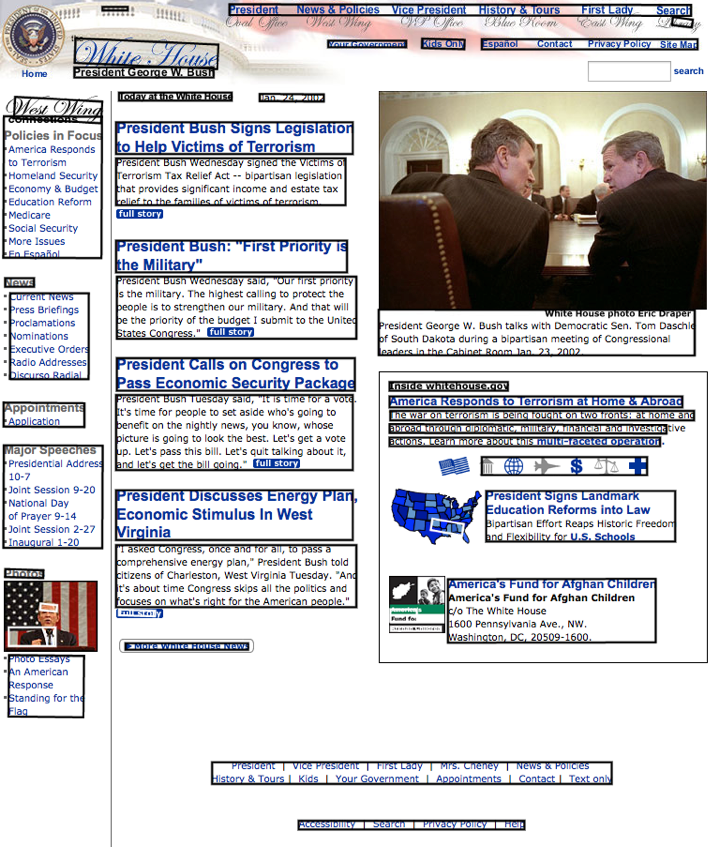 President News & Policies Vice President History & Tours First Lady Search
Oval Office West Wing VP Office Blue Room East Wing Library
Your Government Kids Only Español Contact Privacy Policy Site Map
the
White House
President George W. Bush
Home
search
West Wing
connections
Policies in Focus
America Responds
to Terrorism
Homeland Security
Economy & Budget
Education Reform
Medicare
Social Security
More Issues
En Español
News
Current News
Press Briefings
Proclamations
Nominations
Executive Orders
Radio Addresses
Discurso Radial
Appointments
Application
Major Speeches
Presidential Address
10-7
Joint Session 9-20
National Day
of Prayer 9-14
Joint Session 2-27
Inaugural 1-20
Photos
Photo Essays
An American
Response
Standing for the
Flag
Today at the White House Jan. 24, 2002
President Bush Signs Legislation
to Help Victims of Terrorism
President Bush Wednesday signed the Victims of
Terrorism Tax Relief Act -- bipartisan legislation
that provides significant income and estate tax
relief to the families of victims of terrorism.
full story
President Bush: "First Priority is
the Military"
President Bush Wednesday said, "Our first priority
is the military. The highest calling to protect the
people is to strengthen our military. And that will
be the priority of the budget I submit to the United
States Congress." full story
President Calls on Congress to
Pass Economic Security Package
President Bush Tuesday said, "It is time for a vote.
It's time for people to set aside who's going to
benefit on the nightly news, you know, whose
picture is going to look the best. Let's get a vote
up. Let's pass this bill. Let's quit talking about it,
and let's get the bill going." full story
President Discusses Energy Plan,
Economic Stimulus In West
Virginia
"I asked Congress, once and for all, to pass a
comprehensive energy plan," President Bush told
citizens of Charleston, West Virginia Tuesday. "And
it's about time Congress skips all the politics and
focuses on what's right for the American people."
full story
More White House News
White House photo Eric Draper
President George W. Bush talks with Democratic Sen. Tom Daschle
of South Dakota during a bipartisan meeting of Congressional
leaders in the Cabinet Room Jan. 23, 2002.
Inside whitehouse.gov
America Responds to Terrorism at Home & Abroad
The war on terrorism is being fought on two fronts: at home and
abroad through diplomatic, military, financial and investigative
actions. Learn more about this multi-faceted operation.
President Signs Landmark
Education Reforms into Law
Bipartisan Effort Reaps Historic Freedom
and Flexibility for U.S. Schools
America's
Fund for
America's Fund for Afghan Children
America's Fund for Afghan Children
c/o The White House
1600 Pennsylvania Ave., NW.
Washington, DC, 20509-1600.
President | Vice President | First Lady | Mrs. Cheney | News & Policies
History & Tours | Kids | Your Government | Appointments | Contact | Text only
Accessibility | Search | Privacy Policy | Help